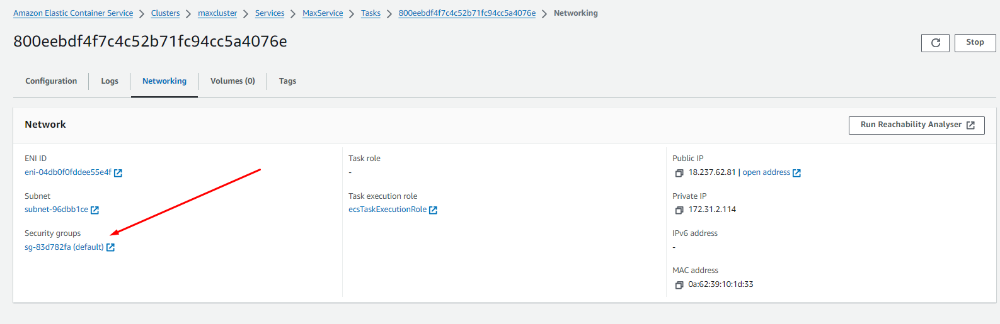 Amazon Elastic Container Service > Clusters > maxcluster > Services > MaxService > Tasks > 800eebdf4f7c4c52b71fc94cc5a4076e > Networking
800eebdf4f7c4c52b71fc94cc5a4076e
Stop
Configuration Logs Networking Volumes (0) Tags
Network
Run Reachability Analyser
ENI ID
eni-04db0f0fddee55e4f
Subnet
subnet-96dbb1ce
Security groups
sg-83d782fa (default)
Task role
-
Task execution role
ecsTaskExecutionRole
Public IP
18.237.62.81 | open address
Private IP
172.31.2.114
IPv6 address
-
MAC address
0a:62:39:10:1d:33